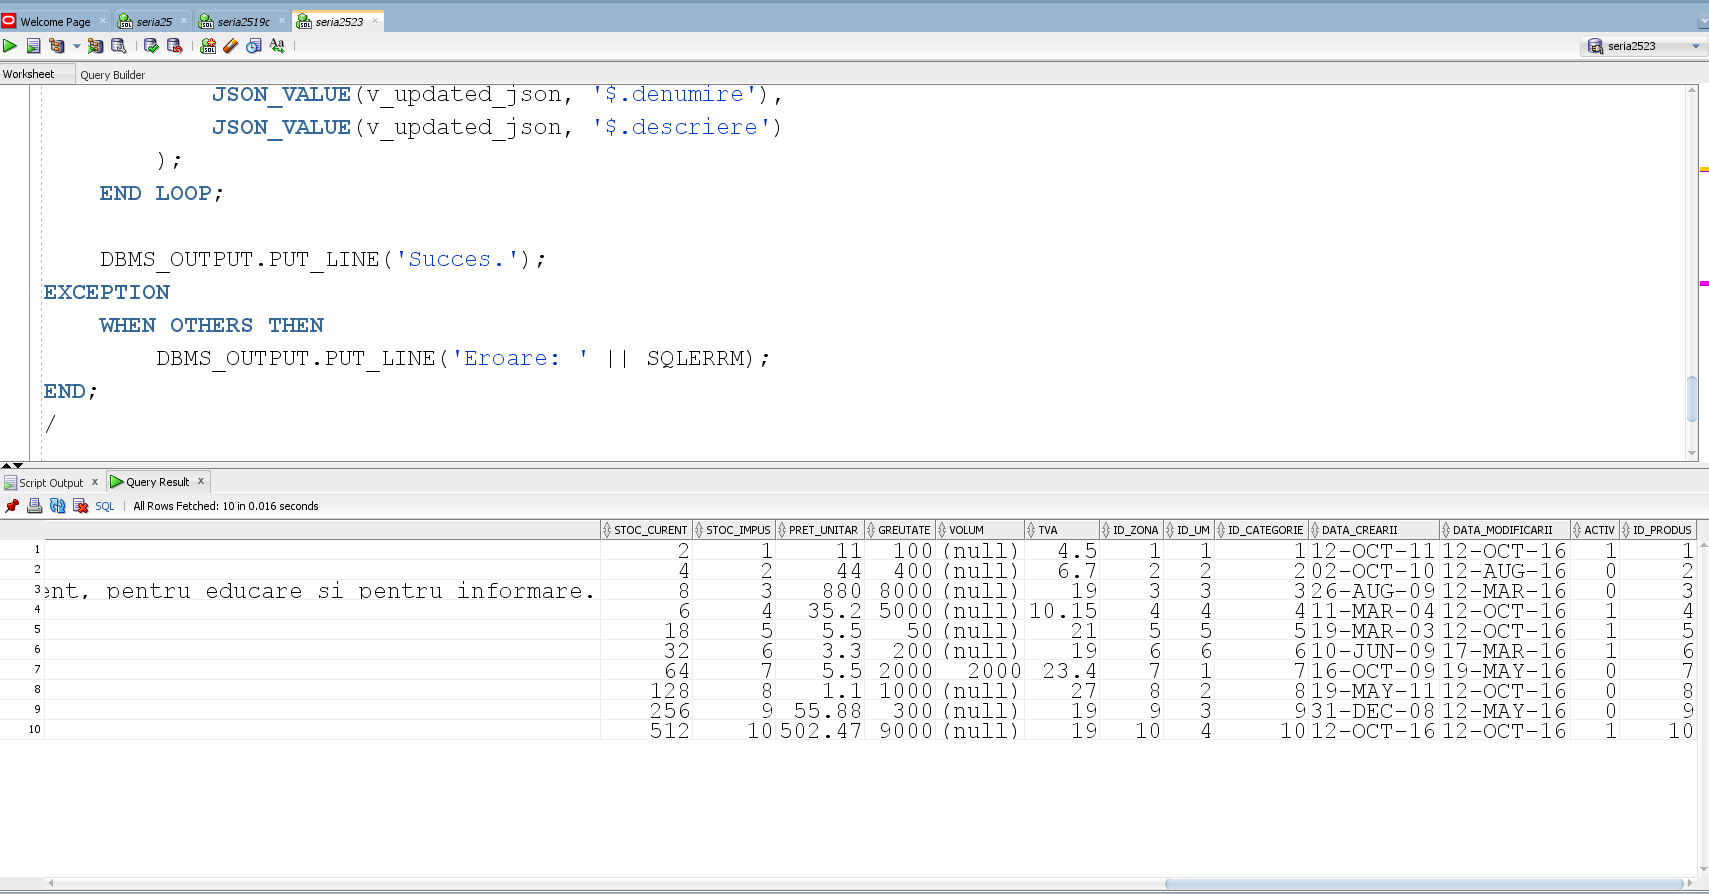 Welcome Page seria25 seria2519c seria2523
seria2523
Worksheet Query Builder
JSON_VALUE(v_updated_json, '$.denumire'),
JSON_VALUE(v_updated_json, '$.descriere')
);
END LOOP;
DBMS_OUTPUT.PUT_LINE('Succes.');
EXCEPTION
WHEN OTHERS THEN
DBMS_OUTPUT.PUT_LINE('Eroare: ' || SQLERRM);
END;
/
Script Output x Query Result x
SQL | All Rows Fetched: 10 in 0.016 seconds
STOC_CURENT STOC_IMPUS PRET_UNITAR GREUTATE VOLUM TVA ID_ZONA ID_UM ID_CATEGORIE DATA_CREARII DATA_MODIFICARII ACTIV ID_PRODUS
1 2 1 11 100 (null) 4.5 1 1 1 12-OCT-11 12-OCT-16 1 1
2 4 2 44 400 (null) 6.7 2 2 2 02-OCT-10 12-AUG-16 0 2
3 ent, pentru educare si pentru informare. 8 3 880 8000 (null) 19 3 3 3 26-AUG-09 12-MAR-16 0 3
4 6 4 35.2 5000 (null) 10.15 4 4 4 11-MAR-04 12-OCT-16 1 4
5 18 5 5.5 50 (null) 21 5 5 5 19-MAR-03 12-OCT-16 1 5
6 32 6 3.3 200 (null) 19 6 6 6 10-JUN-09 17-MAR-16 1 6
7 64 7 5.5 2000 2000 23.4 7 1 7 16-OCT-09 19-MAY-16 0 7
8 128 8 1.1 1000 (null) 27 8 2 8 19-MAY-11 12-OCT-16 0 8
9 256 9 55.88 300 (null) 19 9 3 9 31-DEC-08 12-MAY-16 0 9
10 512 10 502.47 9000 (null) 19 10 4 10 12-OCT-16 12-OCT-16 1 10